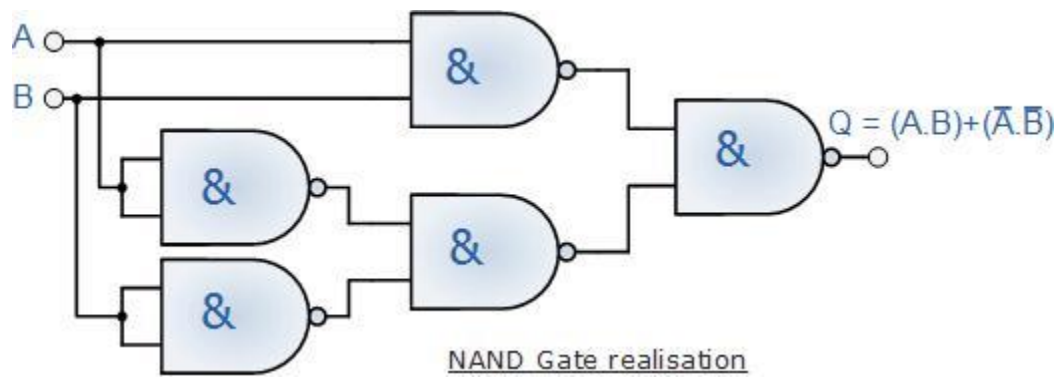 A
&
B
&
&
&
&
Q = (A.B)+(A̅.B̅)
NAND Gate realisation